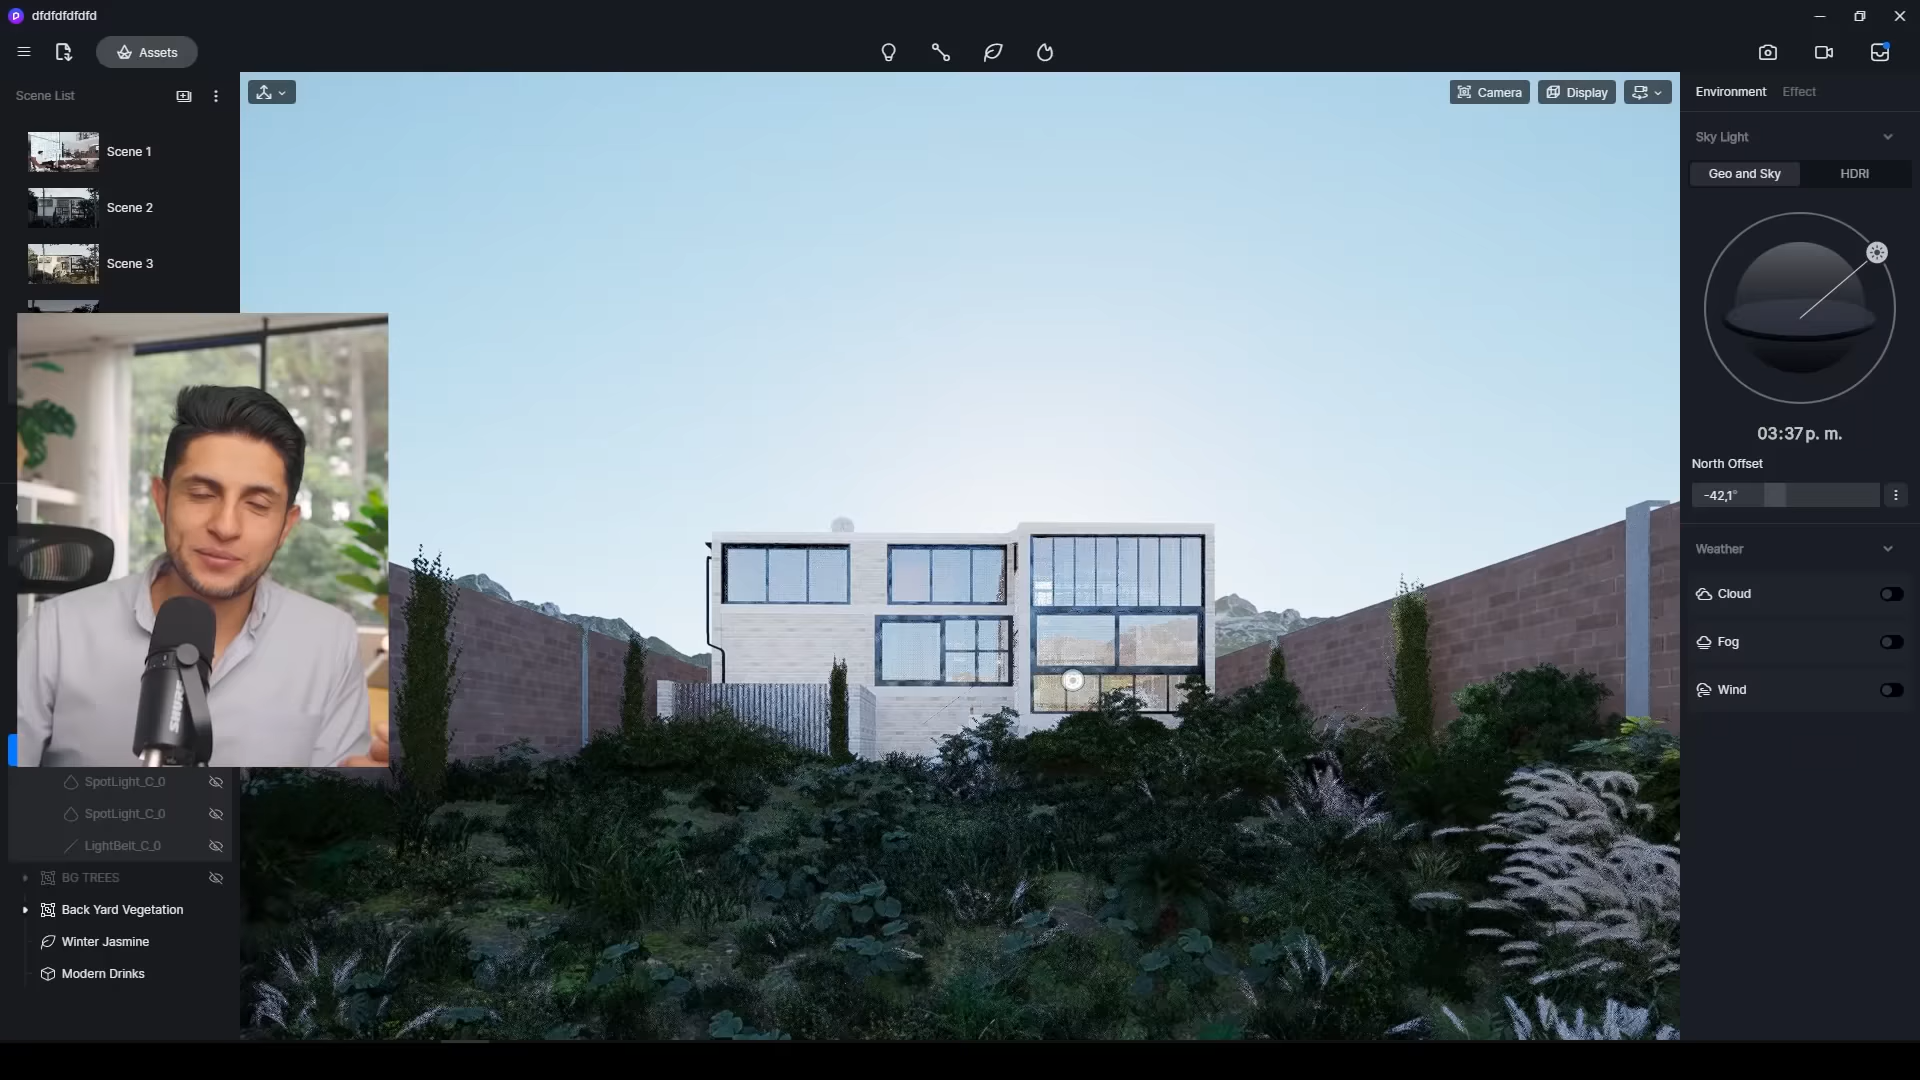 dfdfdfdfdfd
Assets
Scene List
Scene 1
Scene 2
Scene 3
SpotLight_C_0
SpotLight_C_0
LightBelt_C_0
BG TREES
Back Yard Vegetation
Winter Jasmine
Modern Drinks
Camera
Display
Environment
Effect
Sky Light
Geo and Sky
HDRI
03:37 p. m.
North Offset
-42,1°
Weather
Cloud
Fog
Wind
SHURE